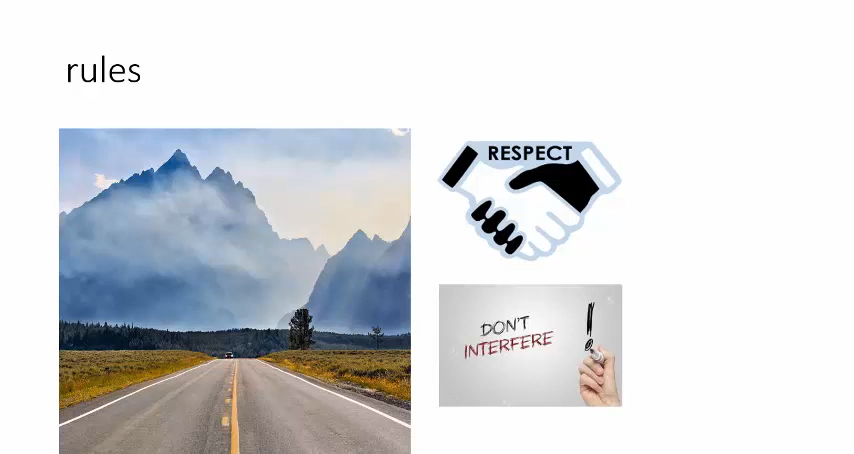 rules
RESPECT
DON'T
INTERFERE
!